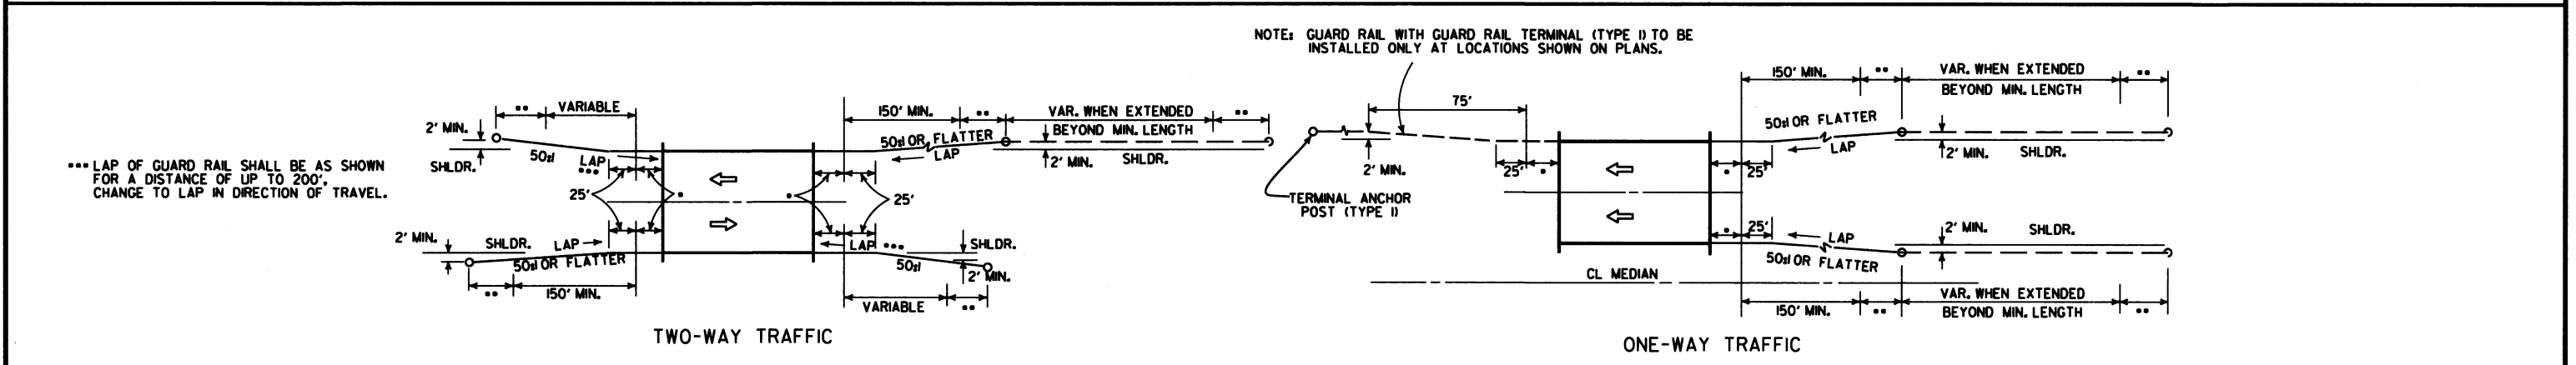 NOTE: GUARD RAIL WITH GUARD RAIL TERMINAL (TYPE I) TO BE
INSTALLED ONLY AT LOCATIONS SHOWN ON PLANS.
••• LAP OF GUARD RAIL SHALL BE AS SHOWN
FOR A DISTANCE OF UP TO 200'.
CHANGE TO LAP IN DIRECTION OF TRAVEL.
•• VARIABLE
2' MIN.
SHLDR.
50:1
LAP
•••
25'
•
•
25'
150' MIN.
••
VAR. WHEN EXTENDED
BEYOND MIN. LENGTH
••
50:1 OR FLATTER
LAP
2' MIN.
SHLDR.
2' MIN.
SHLDR.
LAP
50:1 OR FLATTER
••
150' MIN.
LAP •••
50:1
SHLDR.
2' MIN.
VARIABLE
••
TWO-WAY TRAFFIC
75'
2' MIN.
25'
•
TERMINAL ANCHOR
POST (TYPE I)
150' MIN.
••
VAR. WHEN EXTENDED
BEYOND MIN. LENGTH
••
50:1 OR FLATTER
LAP
2' MIN.
SHLDR.
•
25'
•
25'
LAP
50:1 OR FLATTER
2' MIN.
SHLDR.
CL MEDIAN
150' MIN.
••
VAR. WHEN EXTENDED
BEYOND MIN. LENGTH
••
ONE-WAY TRAFFIC